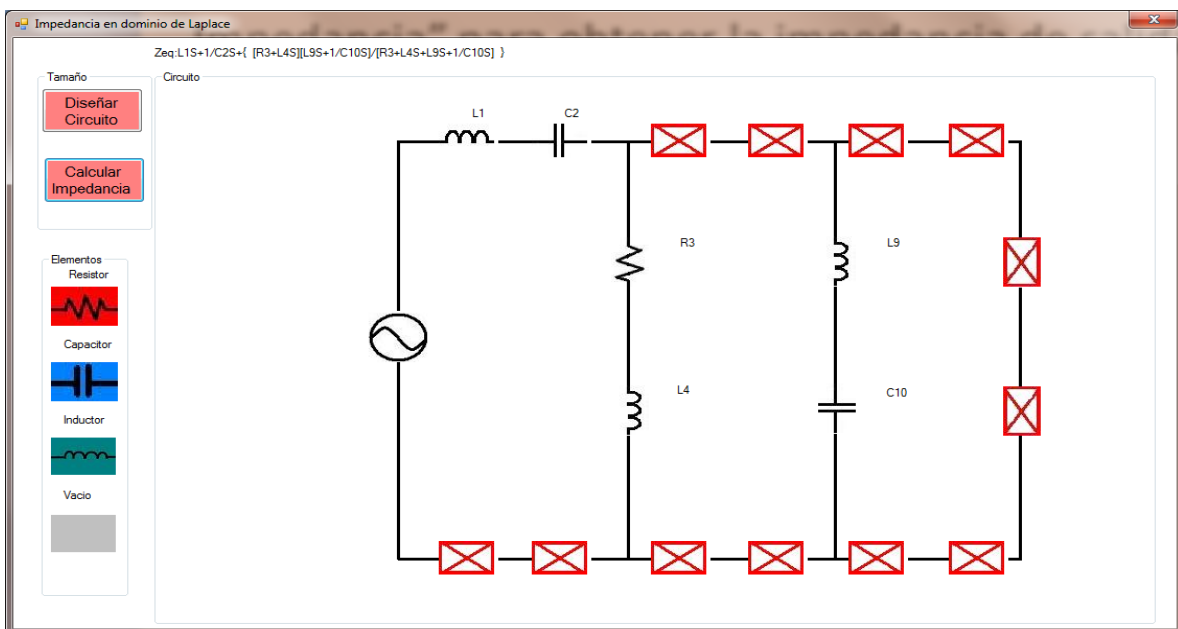 Impedancia en dominio de Laplace
Zeq:L1S+1/C2S+{ [R3+L4S][L9S+1/C10S]/[R3+L4S+L9S+1/C10S] }
Tamaño
Diseñar
Circuito
Calcular
Impedancia
Elementos
Resistor
Capacitor
Inductor
Vacio
Circuito
L1
C2
R3
L9
L4
C10